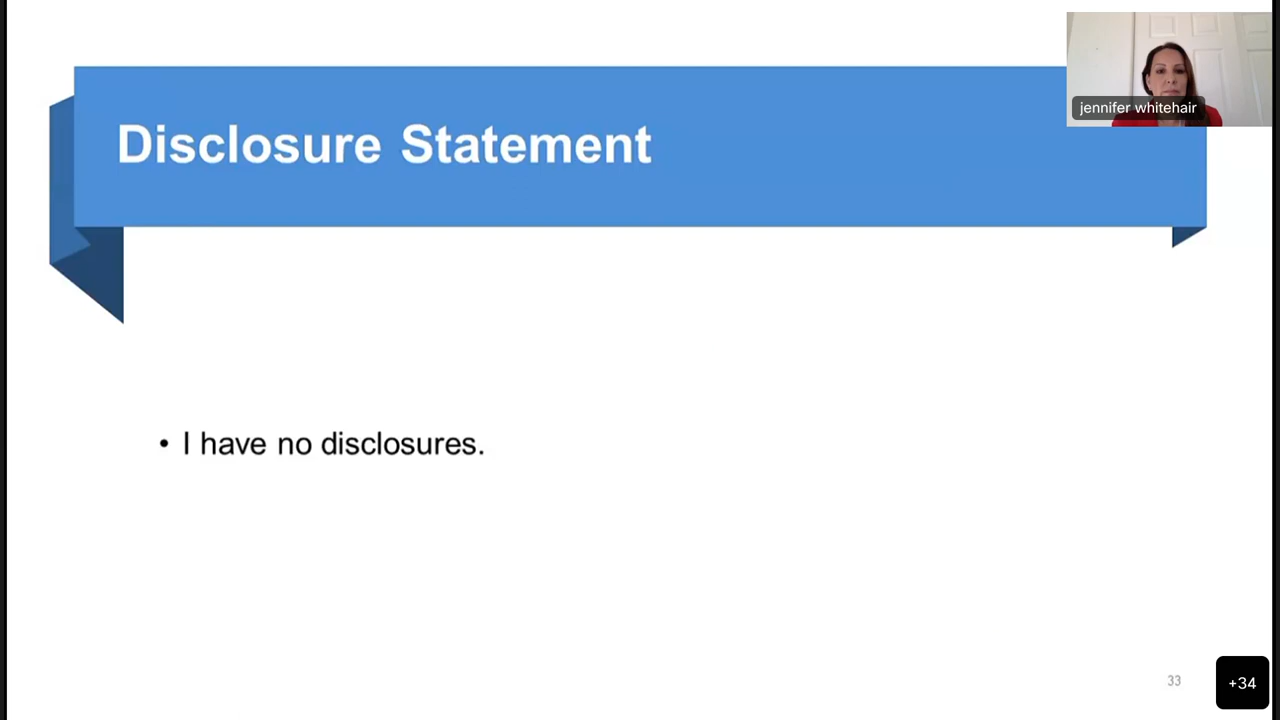 jennifer whitehair
Disclosure Statement
• I have no disclosures.
33
+34